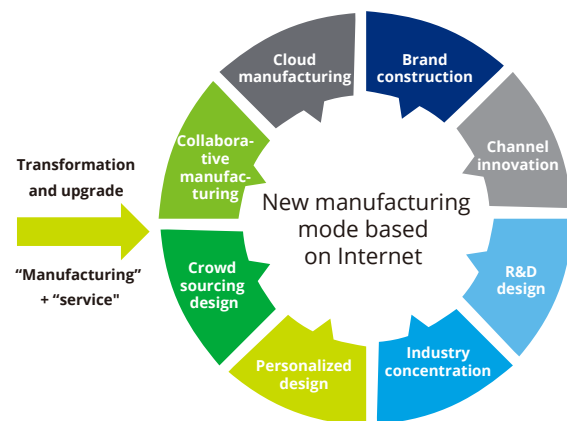 Cloud
manufacturing
Brand
construction
Channel
innovation
R&D
design
Industry
concentration
Personalized
design
Crowd
sourcing
design
Collabora-
tive
manufac-
turing
New manufacturing
mode based
on Internet
Transformation
and upgrade
“Manufacturing”
+ “service"